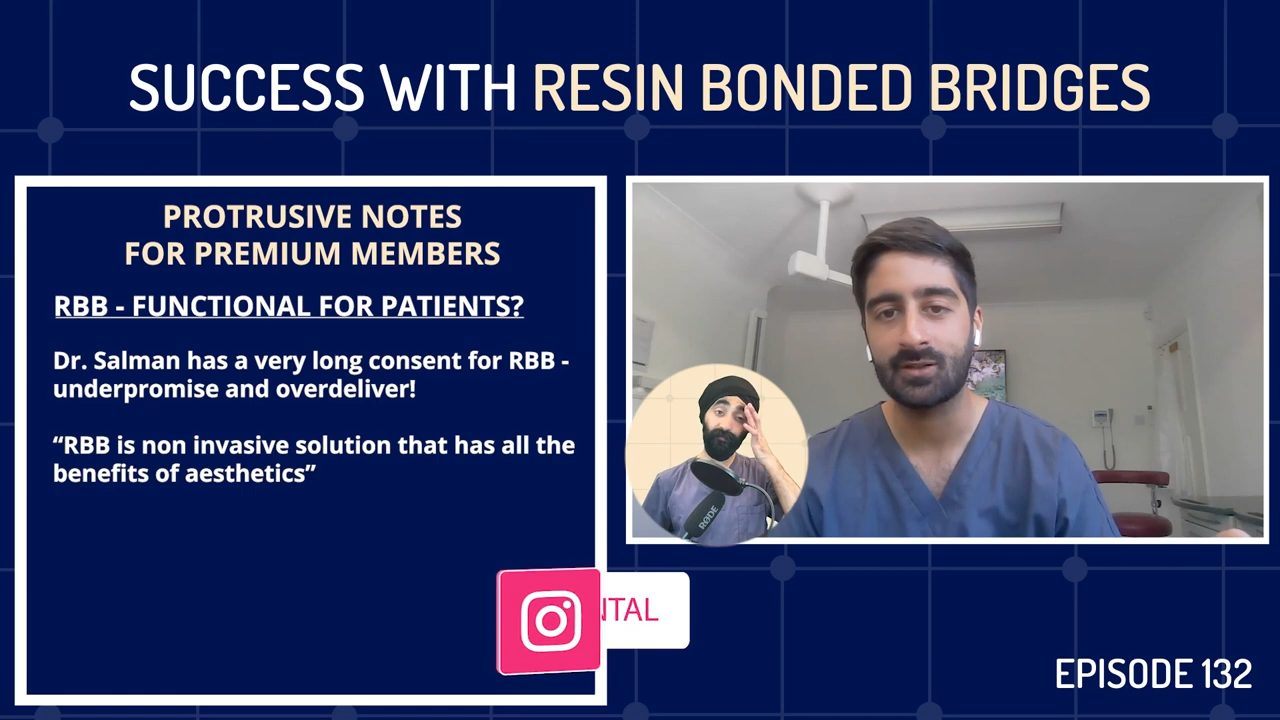 SUCCESS WITH RESIN BONDED BRIDGES
PROTRUSIVE NOTES
FOR PREMIUM MEMBERS
RBB - FUNCTIONAL FOR PATIENTS?
Dr. Salman has a very long consent for RBB -
underpromise and overdeliver!
“RBB is non invasive solution that has all the
benefits of aesthetics”
RØDE
EPISODE 132